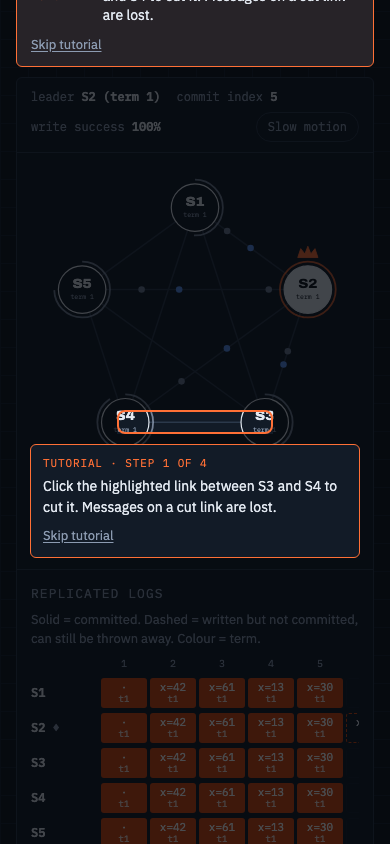 are lost.
Skip tutorial
leader S2 (term 1) commit index 5
write success 100%
Slow motion
S1
term 1
S5
term 1
S2
term 1
S4
S3
TUTORIAL · STEP 1 OF 4
Click the highlighted link between S3 and S4 to
cut it. Messages on a cut link are lost.
Skip tutorial
REPLICATED LOGS
Solid = committed. Dashed = written but not committed,
can still be thrown away. Colour = term.
1 2 3 4 5
S1 · t1 x=42 t1 x=61 t1 x=13 t1 x=30 t1
S2 ♦ · t1 x=42 t1 x=61 t1 x=13 t1 x=30 t1
S3 · t1 x=42 t1 x=61 t1 x=13 t1 x=30 t1
S4 · t1 x=42 t1 x=61 t1 x=13 t1 x=30 t1
S5 · t1 x=42 t1 x=61 t1 x=13 t1 x=30 t1